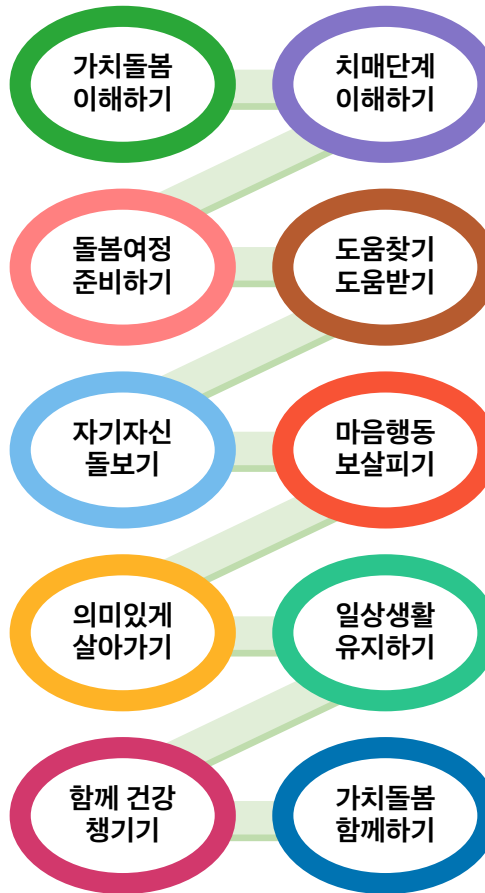 가치돌봄
이해하기
치매단계
이해하기
돌봄여정
준비하기
도움찾기
도움받기
자기자신
돌보기
마음행동
보살피기
의미있게
살아가기
일상생활
유지하기
함께 건강
챙기기
가치돌봄
함께하기